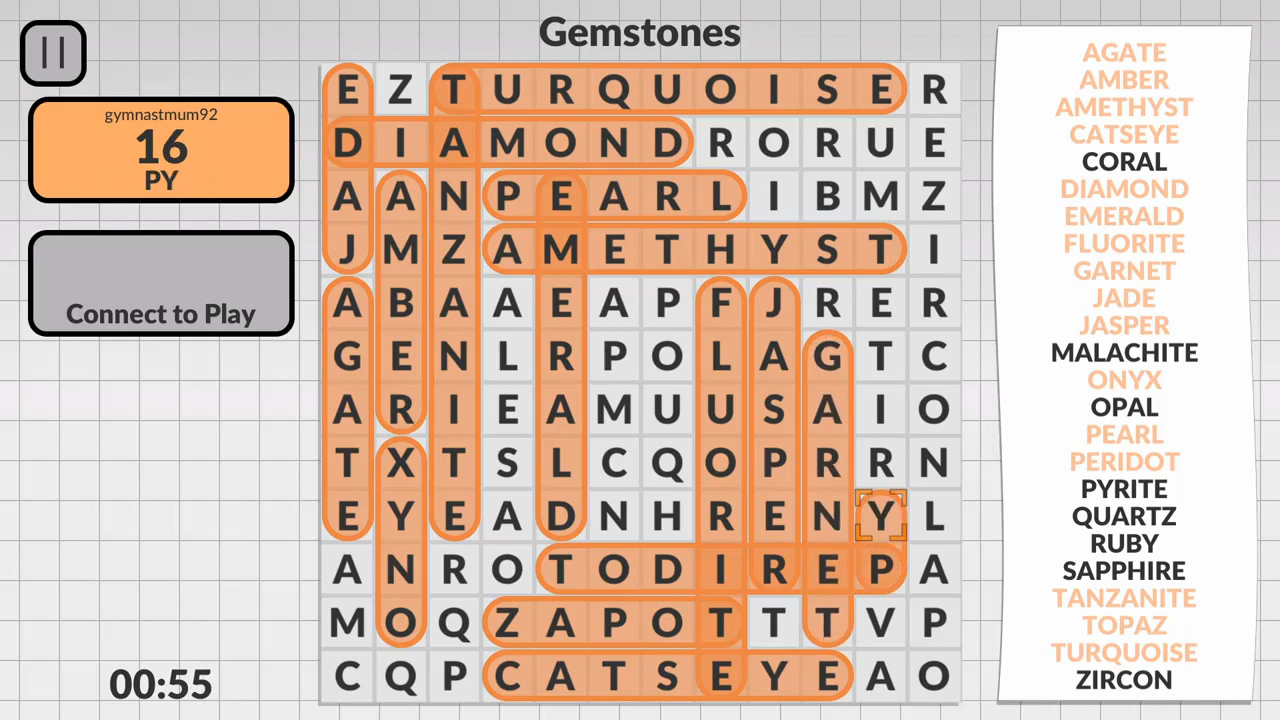 Gemstones
gymnastmum92
16
PY
Connect to Play
00:55
E Z T U R Q U O I S E R
D I A M O N D R O R U E
A A N P E A R L I B M Z
J M Z A M E T H Y S T I
A B A A E A P F J R E R
G E N L R P O L A G T C
A R I E A M U U S A I O
T X T S L C Q O P R R N
E Y E A D N H R E N Y L
A N R O T O D I R E P A
M O Q Z A P O T T T V P
C Q P C A T S E Y E A O
AGATE
AMBER
AMETHYST
CATSEYE
CORAL
DIAMOND
EMERALD
FLUORITE
GARNET
JADE
JASPER
MALACHITE
ONYX
OPAL
PEARL
PERIDOT
PYRITE
QUARTZ
RUBY
SAPPHIRE
TANZANITE
TOPAZ
TURQUOISE
ZIRCON